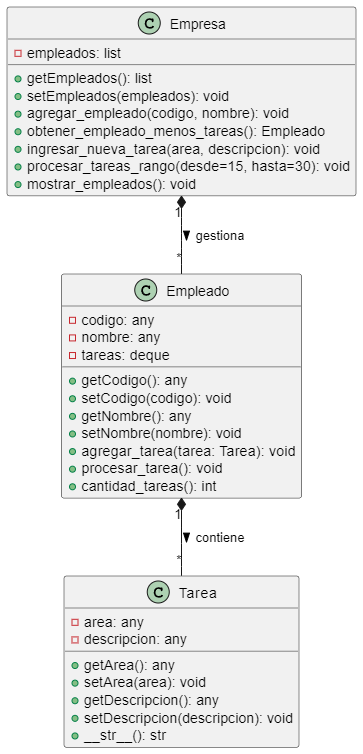 C Empresa
empleados: list
getEmpleados(): list
setEmpleados(empleados): void
agregar_empleado(codigo, nombre): void
obtener_empleado_menos_tareas(): Empleado
ingresar_nueva_tarea(area, descripcion): void
procesar_tareas_rango(desde=15, hasta=30): void
mostrar_empleados(): void
1
gestiona
*
C Empleado
codigo: any
nombre: any
tareas: deque
getCodigo(): any
setCodigo(codigo): void
getNombre(): any
setNombre(nombre): void
agregar_tarea(tarea: Tarea): void
procesar_tarea(): void
cantidad_tareas(): int
1
contiene
*
C Tarea
area: any
descripcion: any
getArea(): any
setArea(area): void
getDescripcion(): any
setDescripcion(descripcion): void
__str__(): str